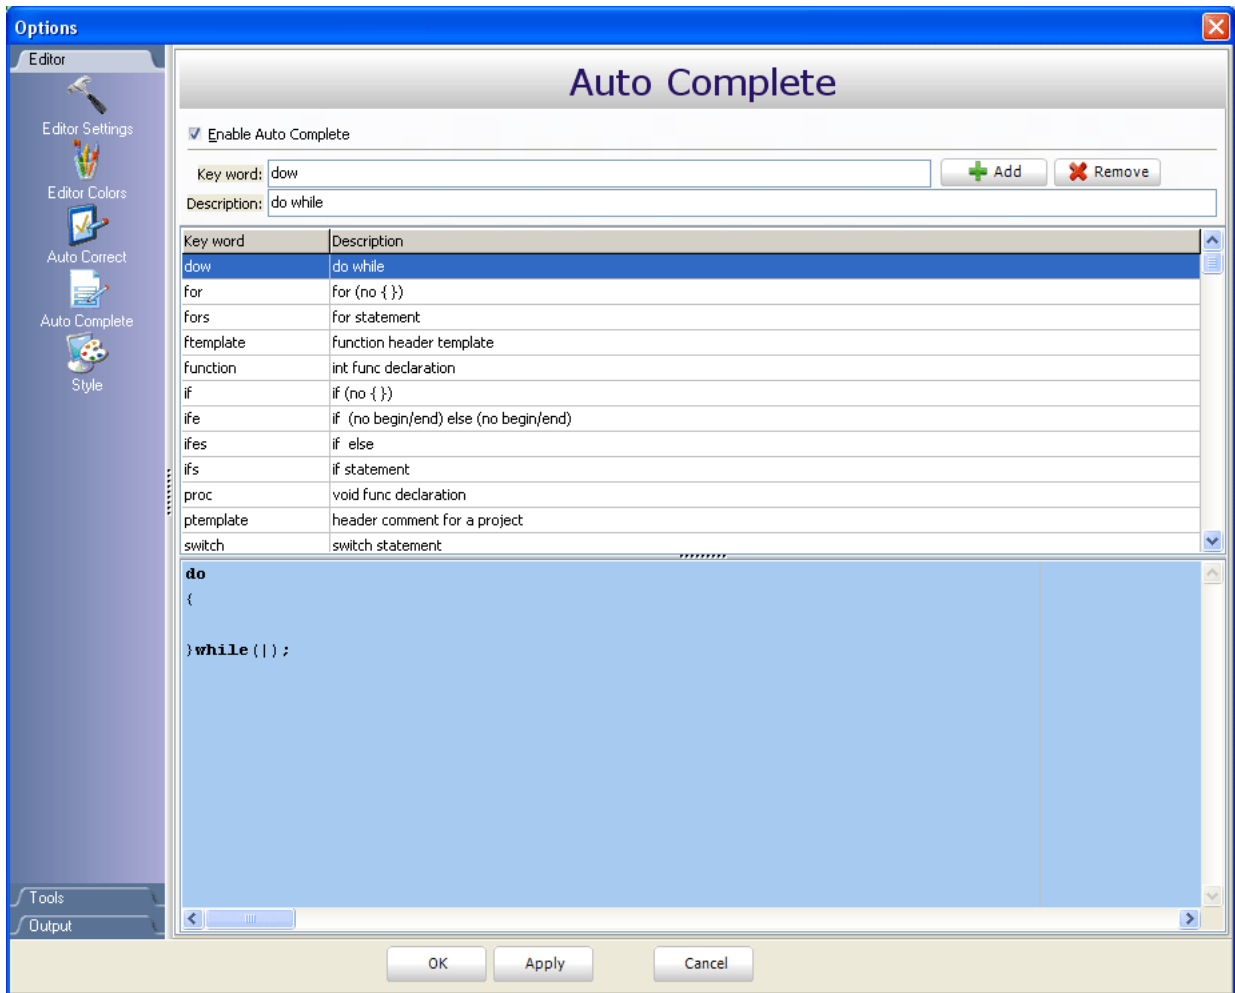 Options
Editor
Editor Settings
Editor Colors
Auto Correct
Auto Complete
Style
Tools
Output
Auto Complete
Enable Auto Complete
Key word: dow Add Remove
Description: do while
Key word Description
dow do while
for for (no { })
fors for statement
ftemplate function header template
function int func declaration
if if (no { })
ife if (no begin/end) else (no begin/end)
ifes if else
ifs if statement
proc void func declaration
ptemplate header comment for a project
switch switch statement
do
{
}while(|);
OK Apply Cancel